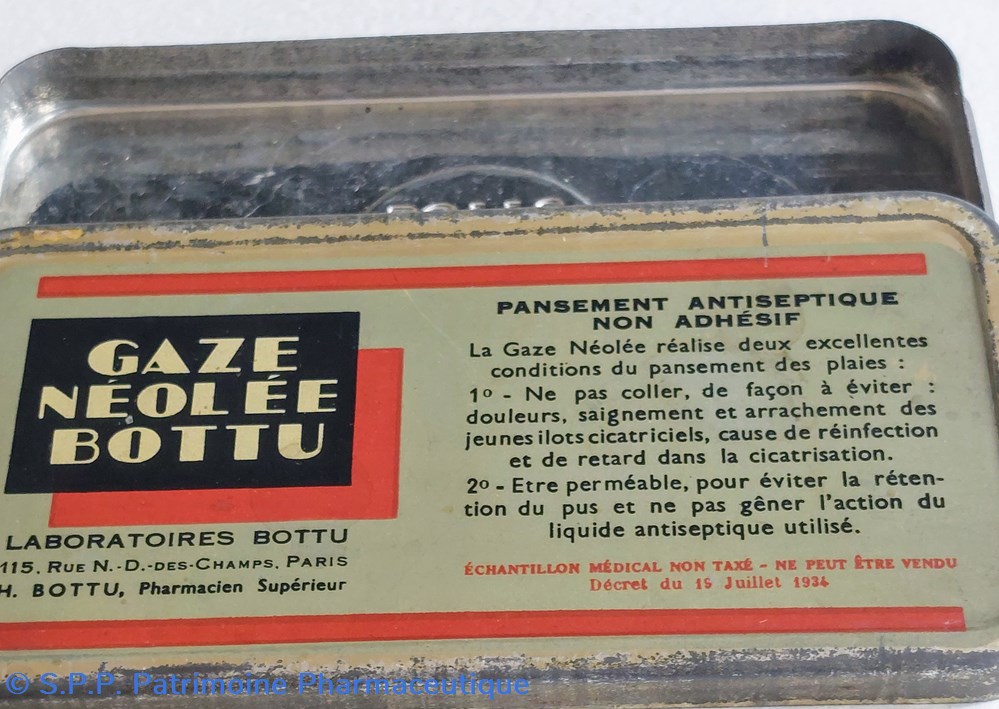 GAZE
NÉOLÉE
BOTTU
LABORATOIRES BOTTU
115, RUE N.-D.-DES-CHAMPS, PARIS
H. BOTTU, Pharmacien Supérieur
PANSEMENT ANTISEPTIQUE
NON ADHÉSIF
La Gaze Néolée réalise deux excellentes
conditions du pansement des plaies :
1o - Ne pas coller, de façon à éviter :
douleurs, saignement et arrachement des
jeunes ilots cicatriciels, cause de réinfection
et de retard dans la cicatrisation.
2o - Etre perméable, pour éviter la réten-
tion du pus et ne pas gêner l'action du
liquide antiseptique utilisé.
ÉCHANTILLON MÉDICAL NON TAXÉ - NE PEUT ÊTRE VENDU
Décret du 15 Juillet 1934
© S.P.P. Patrimoine Pharmaceutique